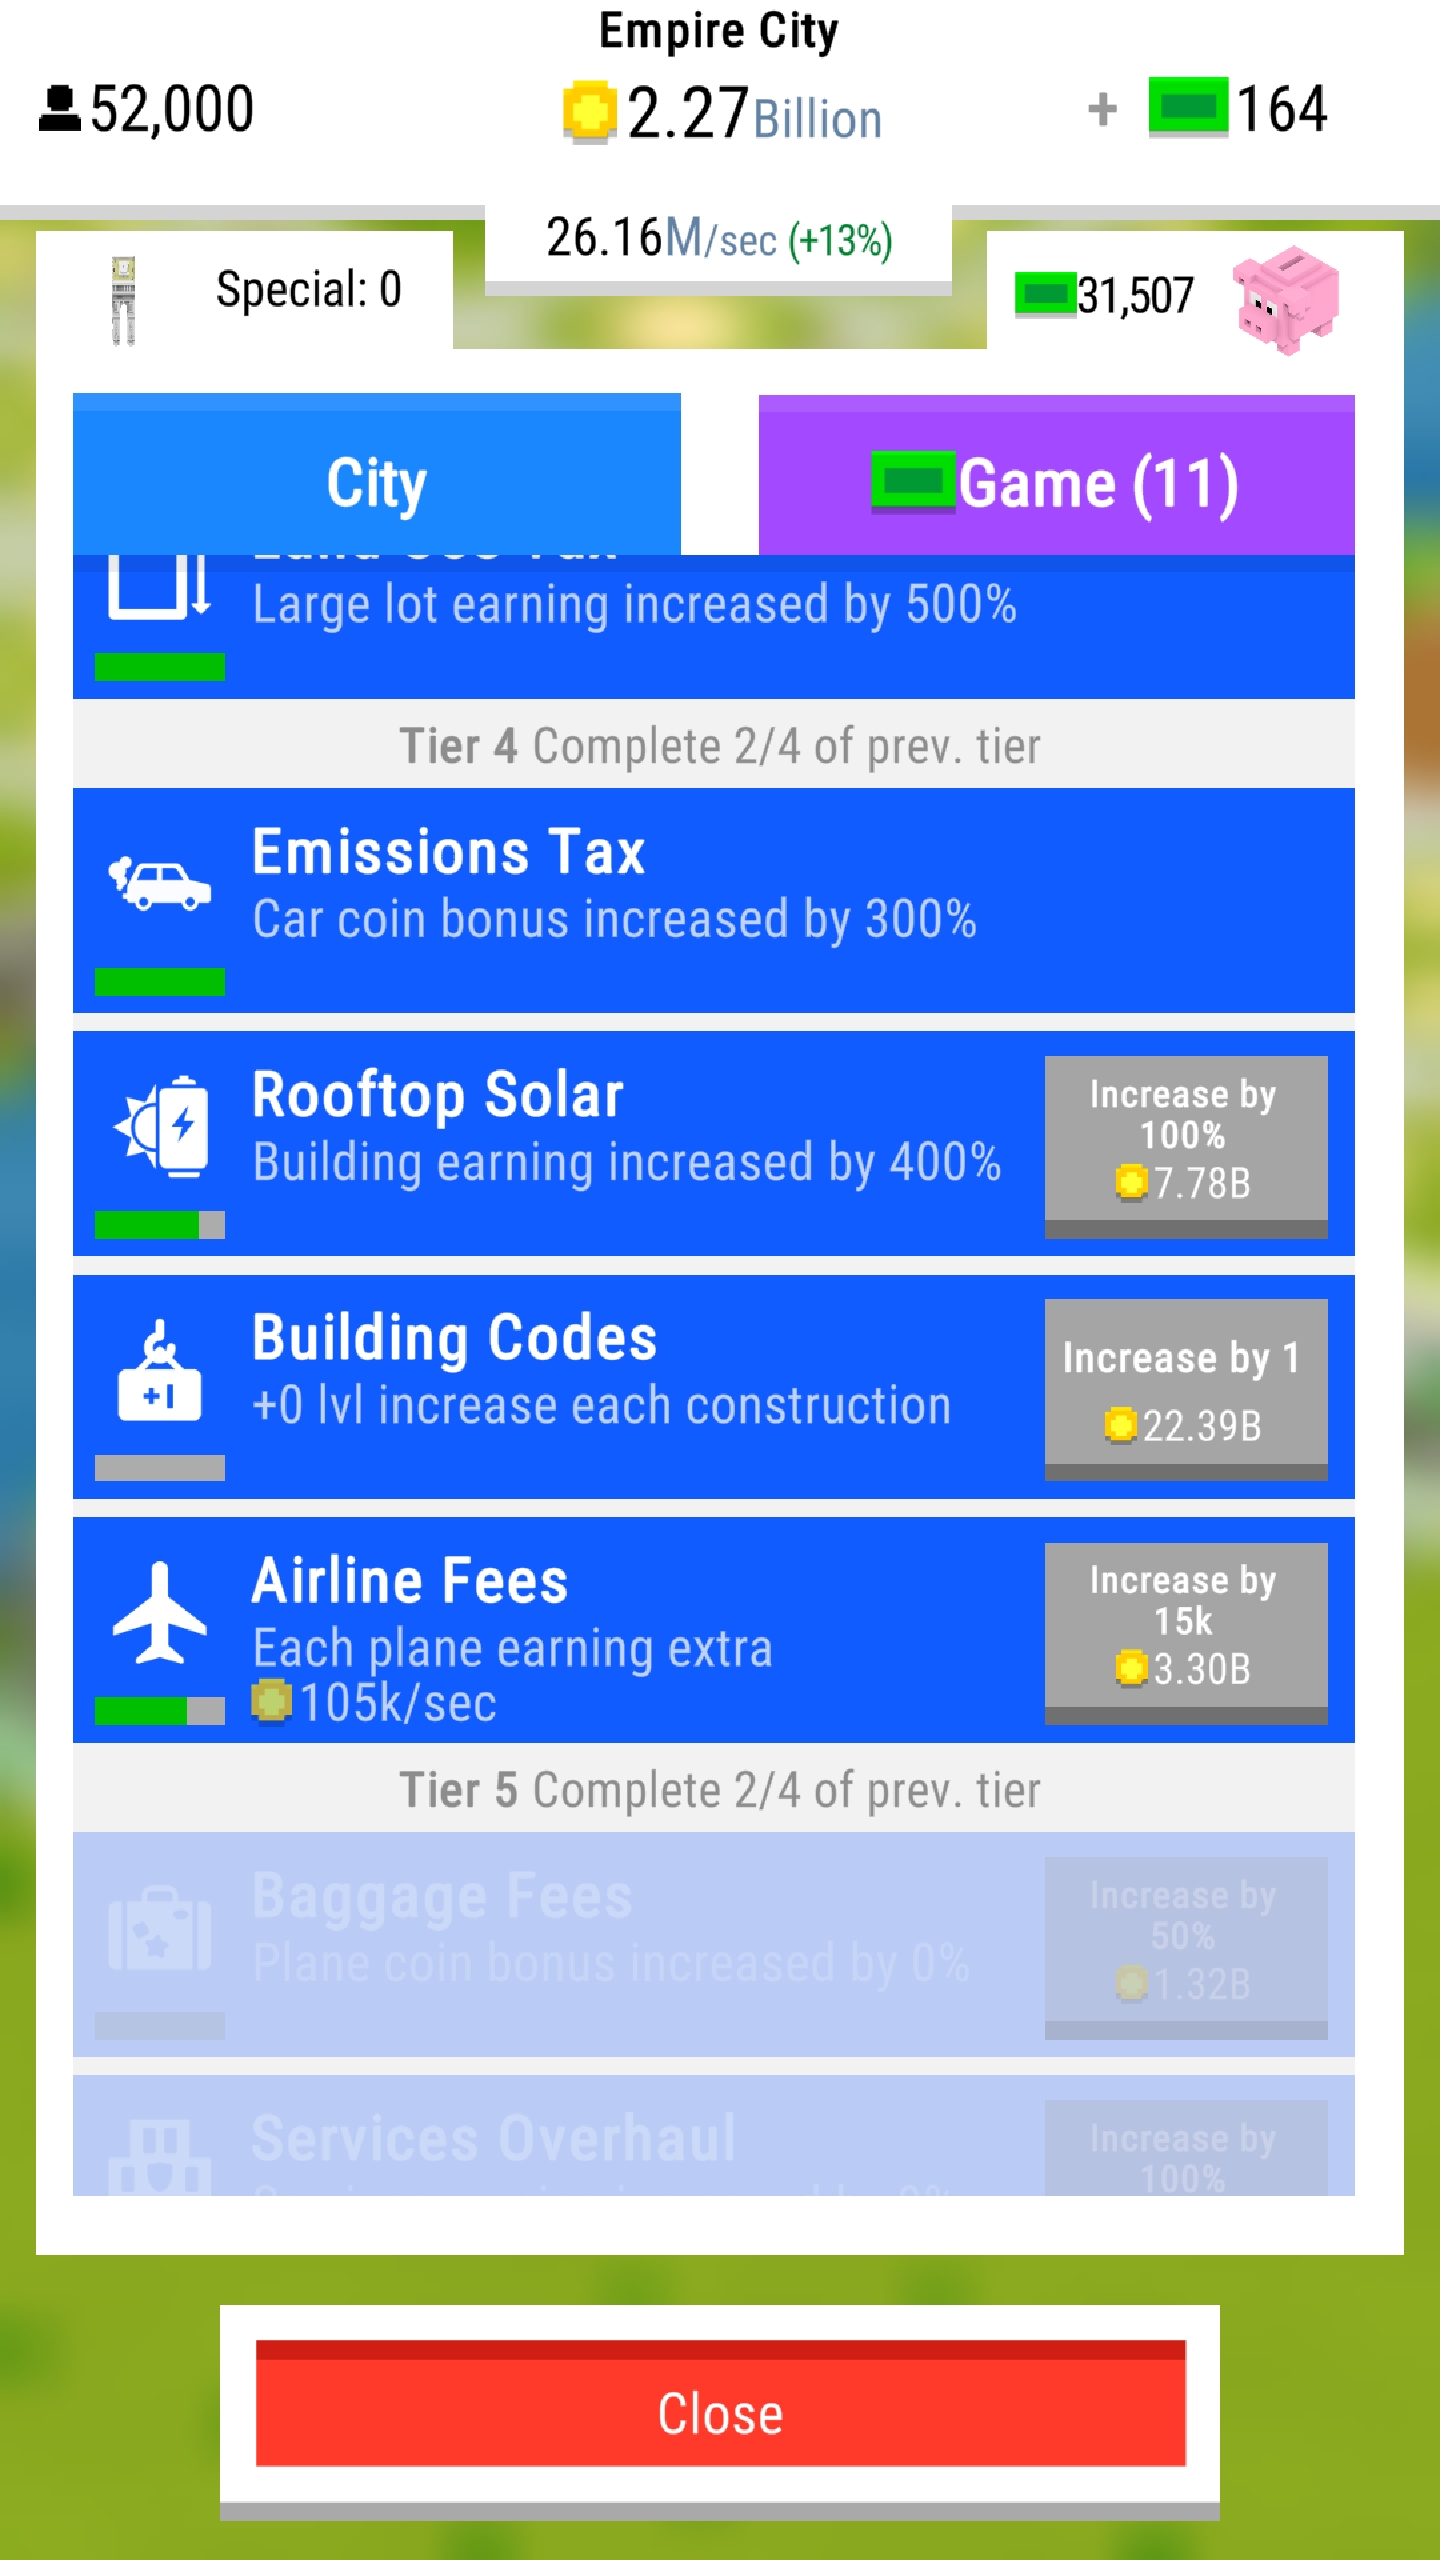 Empire City
52,000
2.27 Billion
+ 164
26.16M/sec (+13%)
Special: 0
31,507
City
Game (11)
Large lot earning increased by 500%
Tier 4 Complete 2/4 of prev. tier
Emissions Tax
Car coin bonus increased by 300%
Rooftop Solar
Building earning increased by 400%
Increase by
100%
7.78B
Building Codes
+0 lvl increase each construction
+1
Increase by 1
22.39B
Airline Fees
Each plane earning extra
105k/sec
Increase by
15k
3.30B
Tier 5 Complete 2/4 of prev. tier
Baggage Fees
Plane coin bonus increased by 0%
Increase by
50%
1.32B
Services Overhaul
Increase by
100%
Close